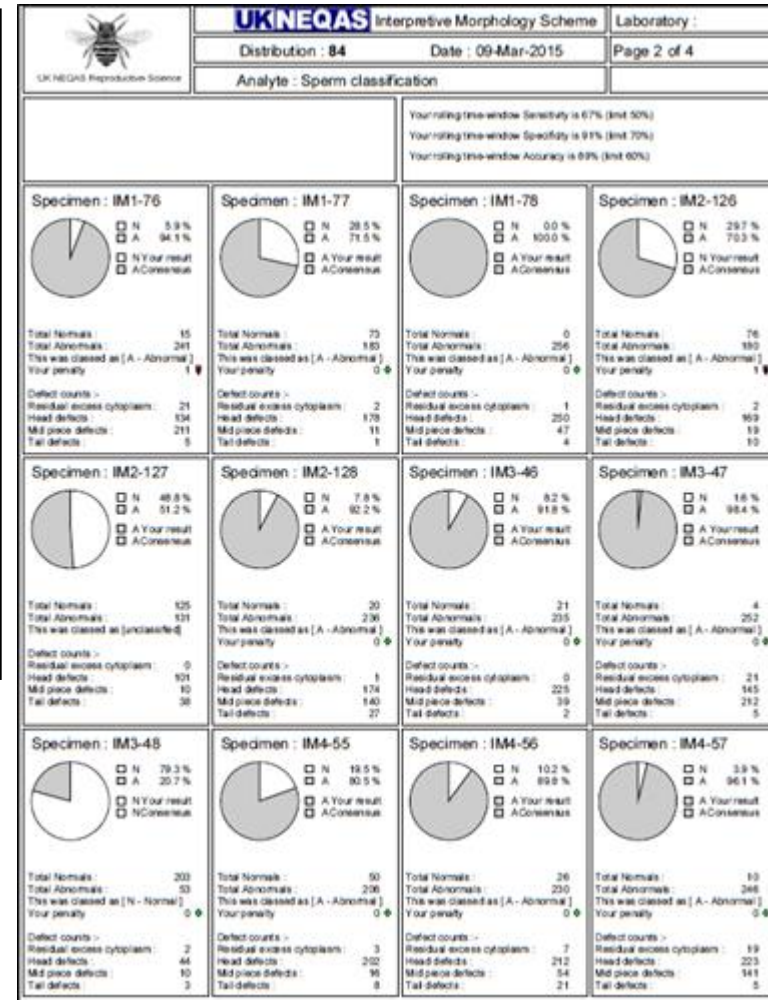 UK NEQAS Interpretive Morphology Scheme
Laboratory :
Distribution : 84 Date : 09-Mar-2015
Page 2 of 4
UK NEQAS Reproductive Science
Analyte : Sperm classification
Your rolling time-window Sensitivity is 67% (limit 50%)
Your rolling time-window Specificity is 91% (limit 70%)
Your rolling time-window Accuracy is 89% (limit 60%)
Specimen : IM1-76
N 5.9 %
A 94.1 %
N Your result
A Consensus
Total Normals : 15
Total Abnormals : 241
This was classed as [ A - Abnormal ]
Your penalty 1
Defect counts :-
Residual excess cytoplasm : 21
Head defects : 134
Mid piece defects : 211
Tail defects : 5
Specimen : IM1-77
N 28.5 %
A 71.5 %
A Your result
A Consensus
Total Normals : 73
Total Abnormals : 183
This was classed as [ A - Abnormal ]
Your penalty 0
Defect counts :-
Residual excess cytoplasm : 2
Head defects : 178
Mid piece defects : 11
Tail defects : 1
Specimen : IM1-78
N 0.0 %
A 100.0 %
A Your result
A Consensus
Total Normals : 0
Total Abnormals : 256
This was classed as [ A - Abnormal ]
Your penalty 0
Defect counts :-
Residual excess cytoplasm : 1
Head defects : 250
Mid piece defects : 47
Tail defects : 4
Specimen : IM2-126
N 29.7 %
A 70.3 %
N Your result
A Consensus
Total Normals : 76
Total Abnormals : 180
This was classed as [ A - Abnormal ]
Your penalty 1
Defect counts :-
Residual excess cytoplasm : 2
Head defects : 169
Mid piece defects : 19
Tail defects : 10
Specimen : IM2-127
N 48.8 %
A 51.2 %
A Your result
A Consensus
Total Normals : 125
Total Abnormals : 131
This was classed as [unclassified]
Defect counts :-
Residual excess cytoplasm : 0
Head defects : 101
Mid piece defects : 10
Tail defects : 38
Specimen : IM2-128
N 7.8 %
A 92.2 %
A Your result
A Consensus
Total Normals : 20
Total Abnormals : 236
This was classed as [ A - Abnormal ]
Your penalty 0
Defect counts :-
Residual excess cytoplasm : 1
Head defects : 174
Mid piece defects : 140
Tail defects : 27
Specimen : IM3-46
N 8.2 %
A 91.8 %
A Your result
A Consensus
Total Normals : 21
Total Abnormals : 235
This was classed as [ A - Abnormal ]
Your penalty 0
Defect counts :-
Residual excess cytoplasm : 0
Head defects : 225
Mid piece defects : 39
Tail defects : 2
Specimen : IM3-47
N 1.6 %
A 98.4 %
A Your result
A Consensus
Total Normals : 4
Total Abnormals : 252
This was classed as [ A - Abnormal ]
Your penalty 0
Defect counts :-
Residual excess cytoplasm : 21
Head defects : 145
Mid piece defects : 212
Tail defects : 5
Specimen : IM3-48
N 79.3 %
A 20.7 %
N Your result
N Consensus
Total Normals : 203
Total Abnormals : 53
This was classed as [ N - Normal ]
Your penalty 0
Defect counts :-
Residual excess cytoplasm : 2
Head defects : 44
Mid piece defects : 10
Tail defects : 3
Specimen : IM4-55
N 19.5 %
A 80.5 %
A Your result
A Consensus
Total Normals : 50
Total Abnormals : 206
This was classed as [ A - Abnormal ]
Your penalty 0
Defect counts :-
Residual excess cytoplasm : 3
Head defects : 202
Mid piece defects : 16
Tail defects : 8
Specimen : IM4-56
N 10.2 %
A 89.8 %
A Your result
A Consensus
Total Normals : 26
Total Abnormals : 230
This was classed as [ A - Abnormal ]
Your penalty 0
Defect counts :-
Residual excess cytoplasm : 7
Head defects : 212
Mid piece defects : 54
Tail defects : 21
Specimen : IM4-57
N 3.9 %
A 96.1 %
A Your result
A Consensus
Total Normals : 10
Total Abnormals : 246
This was classed as [ A - Abnormal ]
Your penalty 0
Defect counts :-
Residual excess cytoplasm : 19
Head defects : 223
Mid piece defects : 141
Tail defects : 5